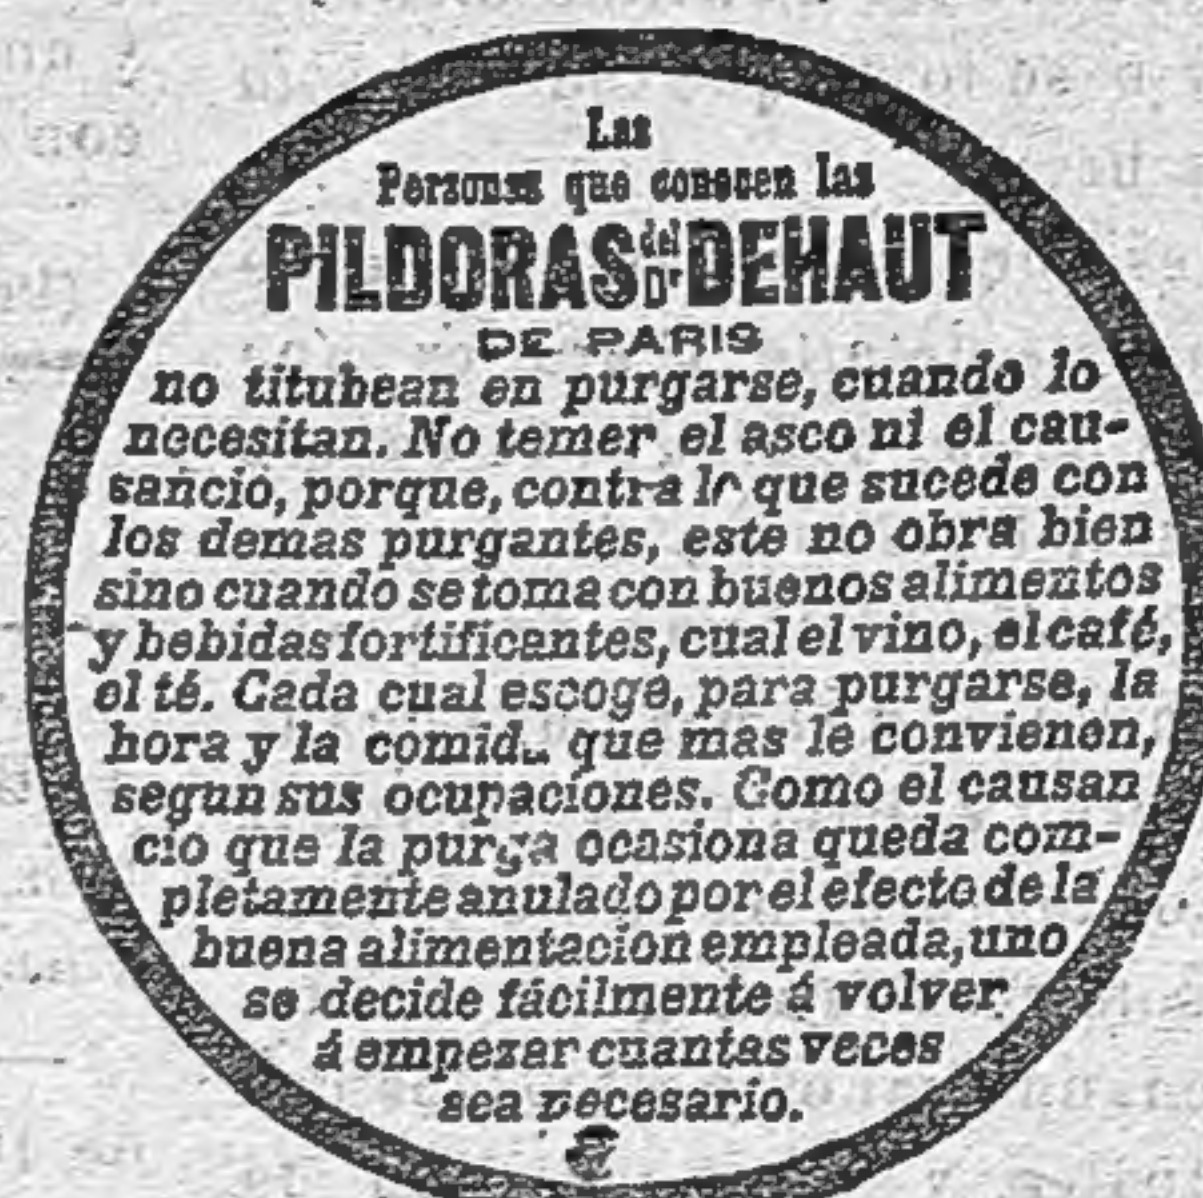 Las
Personas que conocen las
PILDORAS del Dr DEHAUT
DE PARIS
no titubean en purgarse, cuando lo
necesitan. No temer el asco ni el cau-
sancio, porque, contra lo que sucede con
los demas purgantes, este no obra bien
sino cuando se toma con buenos alimentos
y bebidas fortificantes, cual el vino, el café,
el té. Cada cual escoge, para purgarse, la
hora y la comida que mas le convienen,
segun sus ocupaciones. Como el causan
cio que la purga ocasiona queda com-
pletamente anulado por el efecto de la
buena alimentacion empleada, uno
se decide fácilmente á volver
á empezar cuantas veces
sea necesario.